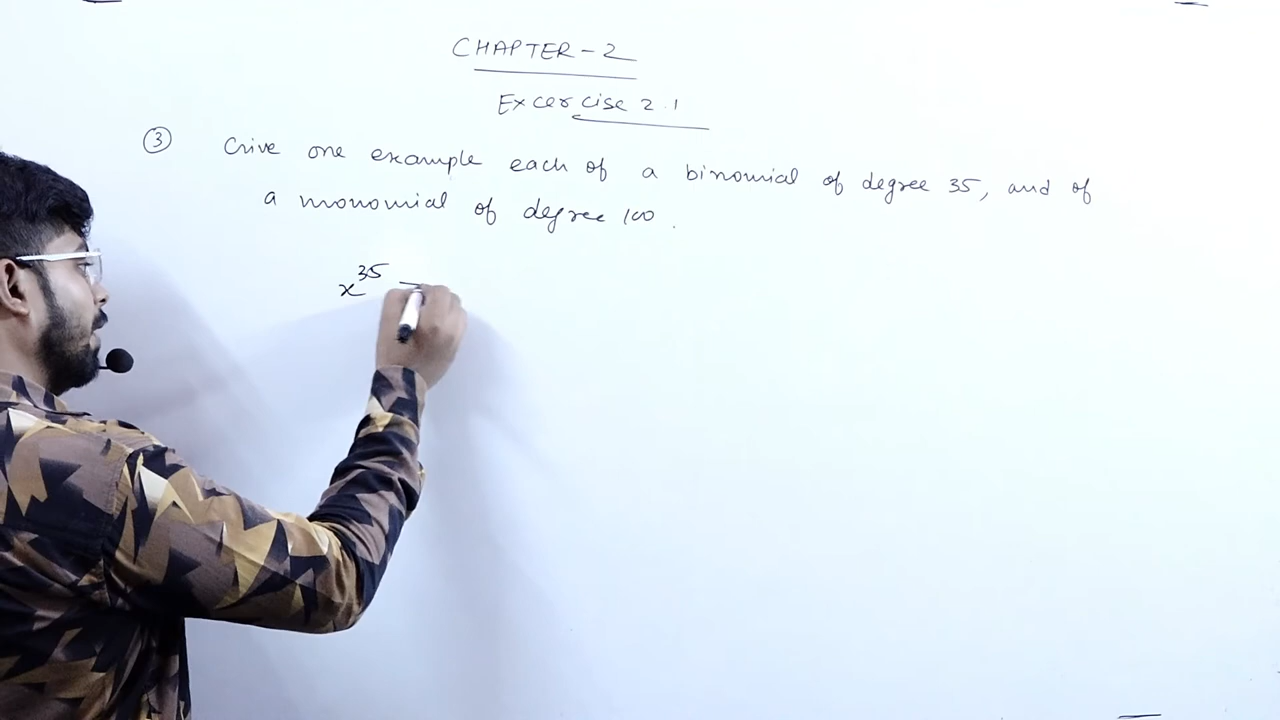 CHAPTER-2
Excercise 2.1
③ Give one example each of a binomial of degree 35, and of
a monomial of degree 100.
x³⁵ –